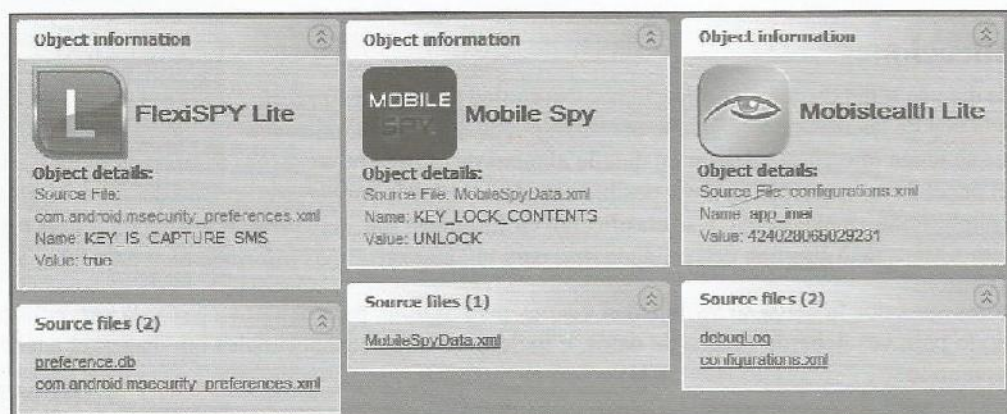 Object information
L
FlexiSPY Lite
Object details:
Source File:
com.android.msecurity_preferences.xml
Name: KEY_IS_CAPTURE_SMS
Value: true
Source files (2)
preference.db
com.android.msecurity_preferences.xml
Object information
MOBILE
SPY
Mobile Spy
Object details:
Source File: MobileSpyData.xml
Name: KEY_LOCK_CONTENTS
Value: UNLOCK
Source files (1)
MobileSpyData.xml
Object information
Mobistealth Lite
Object details:
Source File: configurations.xml
Name: app_imei
Value: 424028065029231
Source files (2)
debugLog
configurations.xml